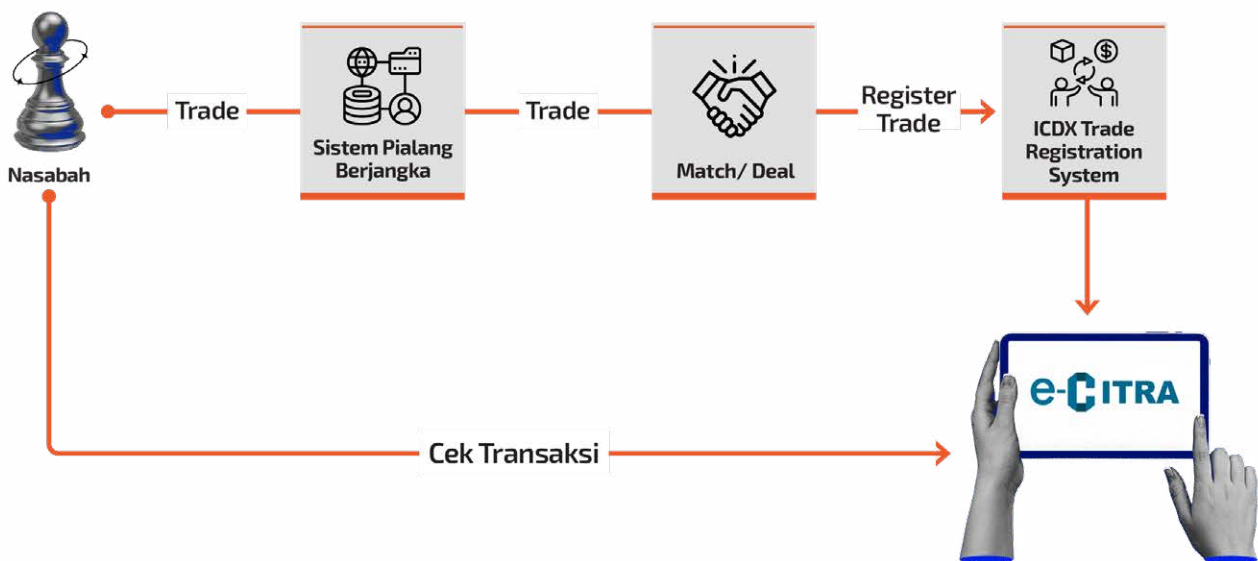 Nasabah
Trade
Sistem Pialang
Berjangka
Trade
Match/ Deal
Register
Trade
ICDX Trade
Registration
System
e-CITRA
Cek Transaksi